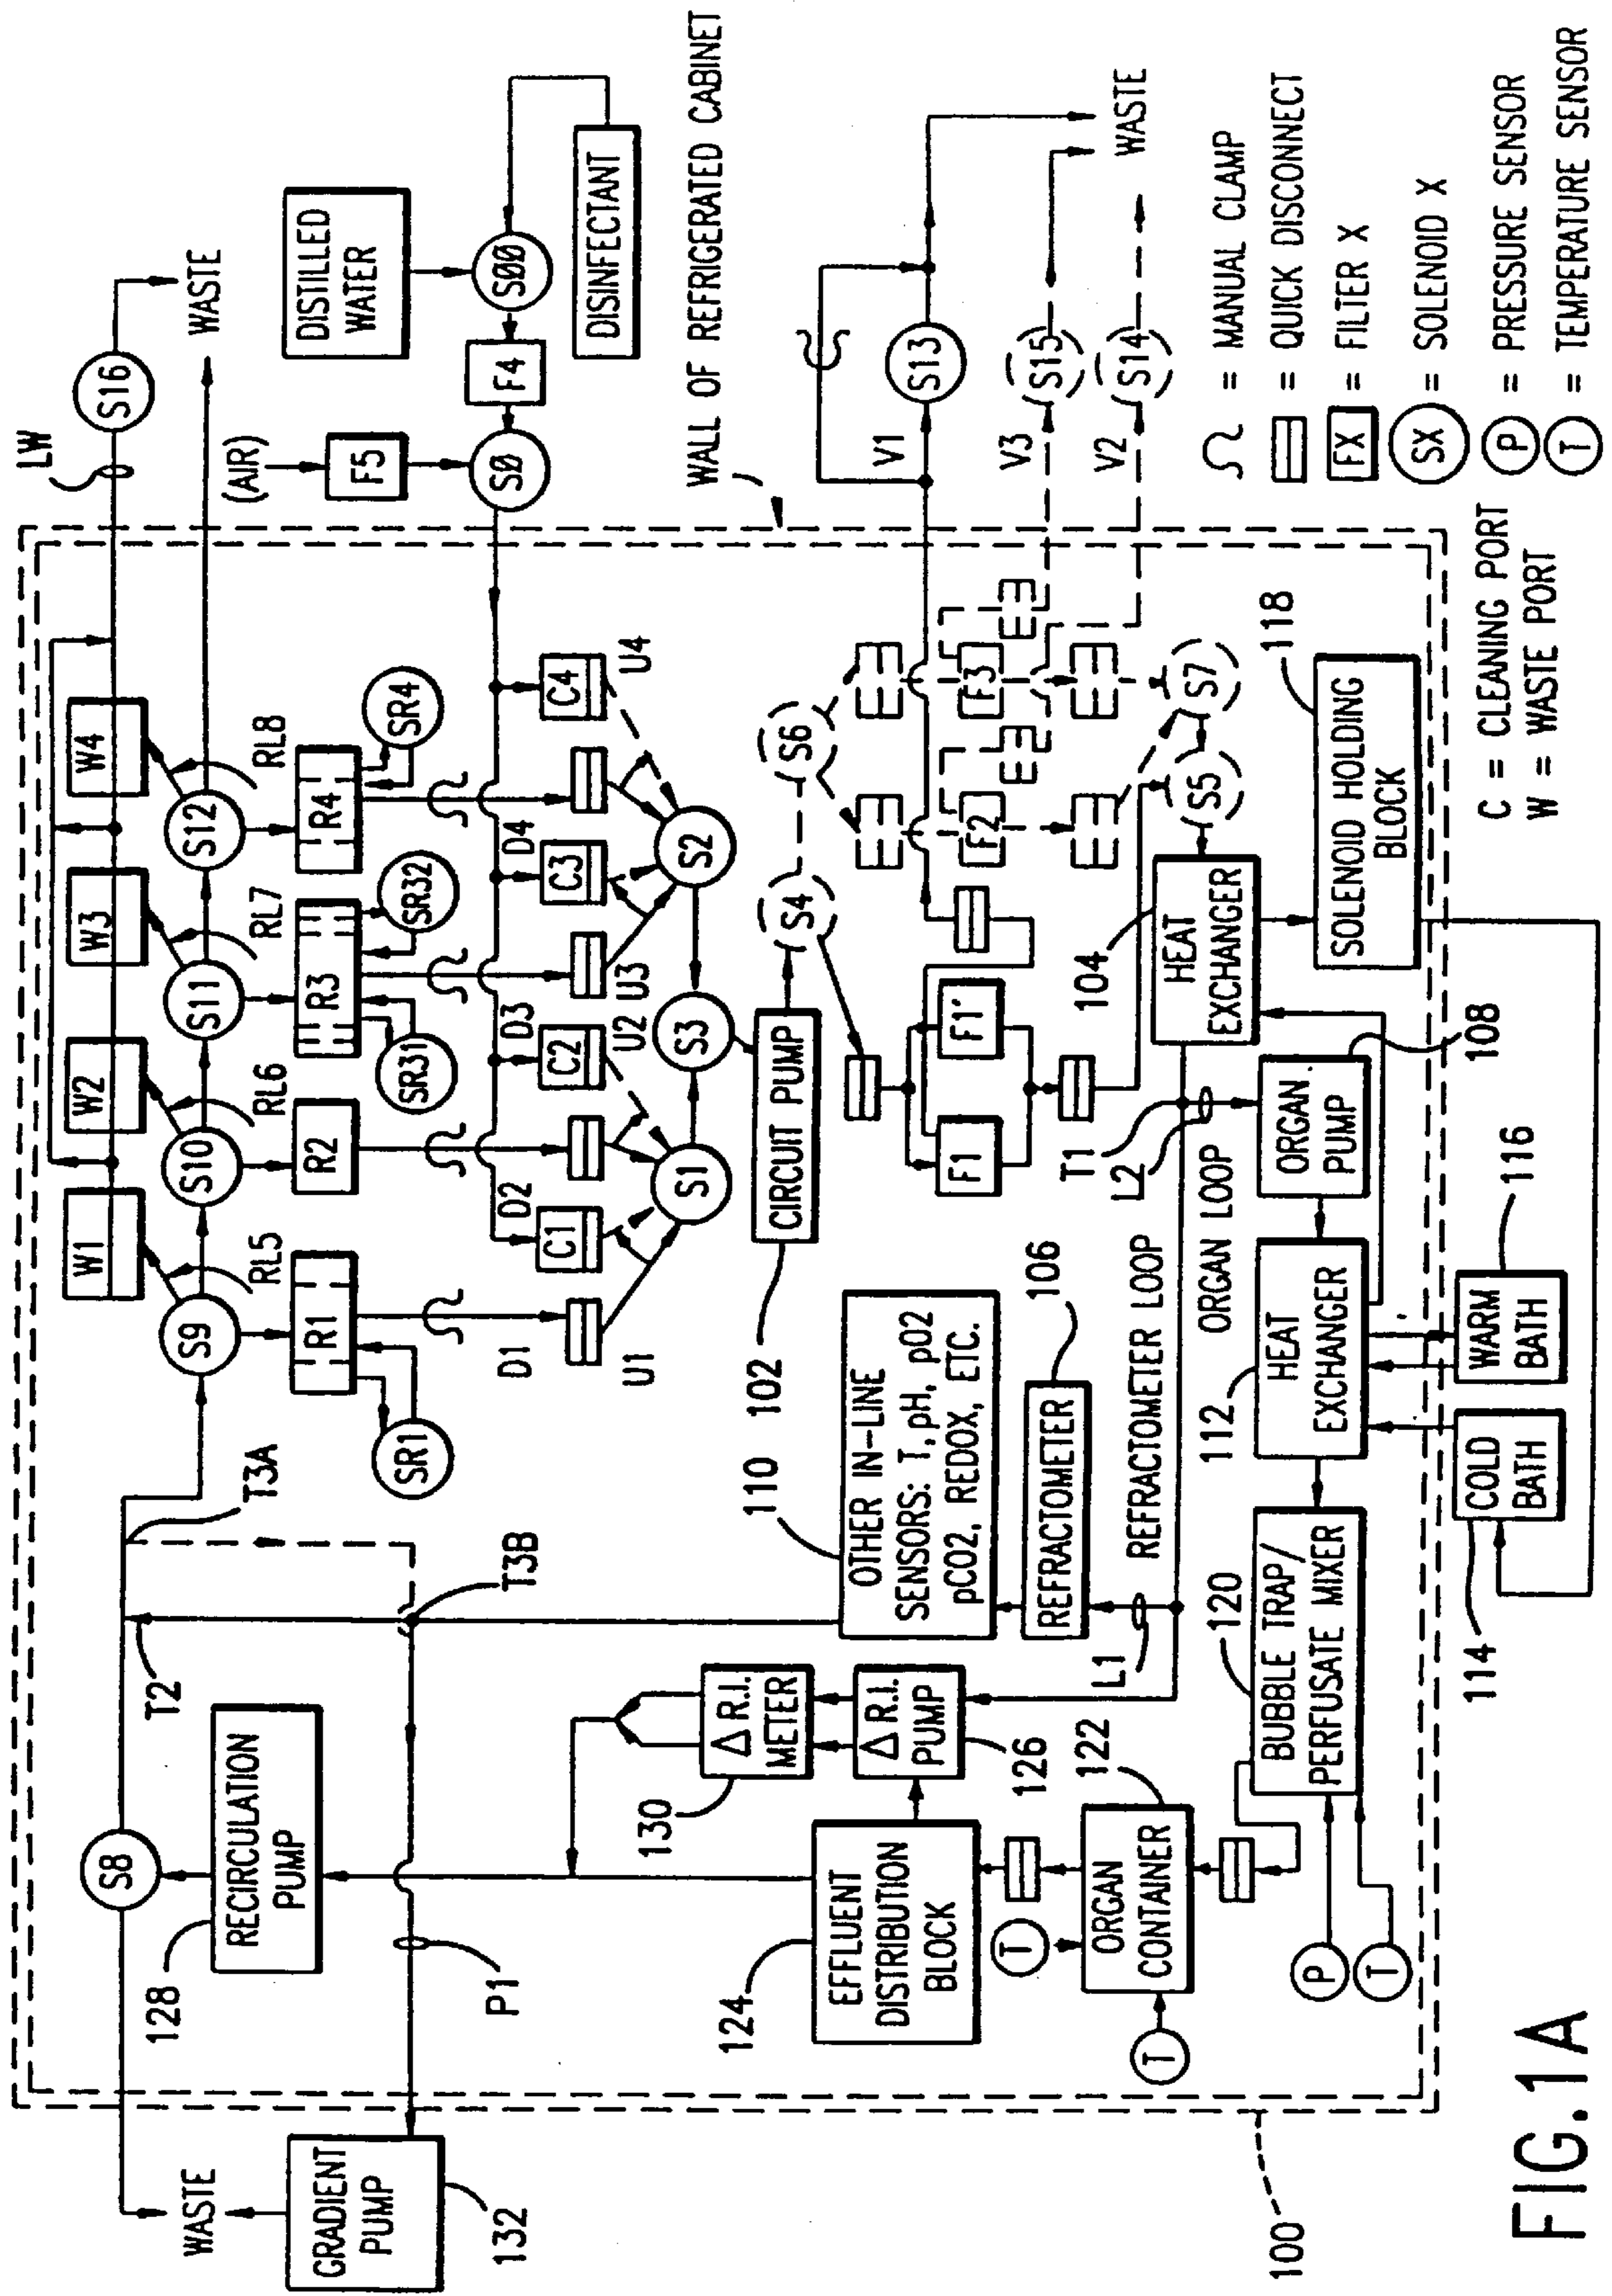 LW
S16
WASTE
(AIR)
F5
SØ
F4
SØØ
DISTILLED
WATER
DISINFECTANT
WALL OF REFRIGERATED CABINET
W1
W2
W3
W4
S9
S10
S11
S12
RL5
RL6
RL7
RL8
R1
R2
R3
R4
SR1
SR31
SR32
SR4
D1
D2
D3
D4
C1
C2
C3
C4
U1
U2
U3
U4
S1
S2
S3
CIRCUIT PUMP
102
S4
S6
F1
F1'
F2
F3
S7
S5
V1
S13
V3
S15
V2
S14
WASTE
HEAT
EXCHANGER
104
SOLENOID HOLDING
BLOCK
118
T1
L2
ORGAN LOOP
ORGAN
PUMP
108
HEAT
EXCHANGER
112
WARM
BATH
116
COLD
BATH
114
BUBBLE TRAP/
PERFUSATE MIXER
120
P
T
REFRACTOMETER LOOP
L1
REFRACTOMETER
106
OTHER IN-LINE
SENSORS: T, pH, pO2
pCO2, REDOX, ETC.
110
T3A
T3B
T2
S8
RECIRCULATION
PUMP
128
P1
Δ R.I.
METER
130
Δ R.I.
PUMP
126
EFFLUENT
DISTRIBUTION
BLOCK
124
ORGAN
CONTAINER
122
T
T
WASTE
GRADIENT
PUMP
132
100
= MANUAL CLAMP
= QUICK DISCONNECT
FX = FILTER X
SX = SOLENOID X
P = PRESSURE SENSOR
T = TEMPERATURE SENSOR
C = CLEANING PORT
W = WASTE PORT
FIG.1A